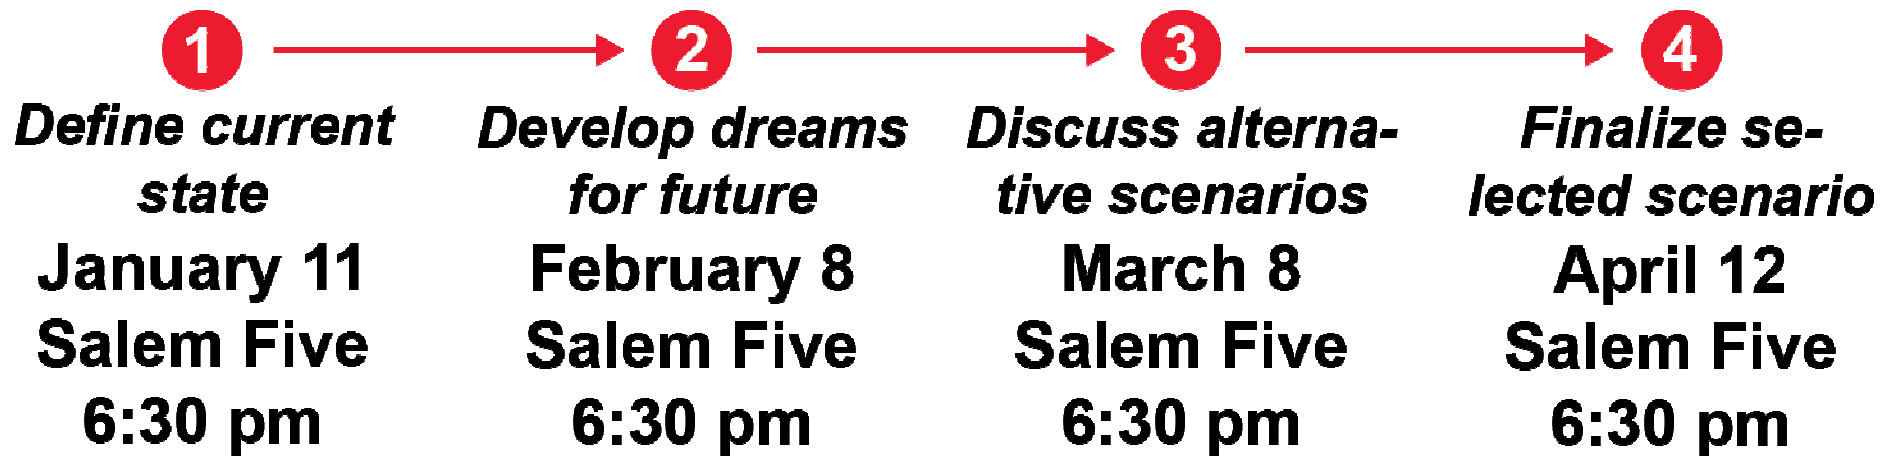 1
Define current
state
January 11
Salem Five
6:30 pm
2
Develop dreams
for future
February 8
Salem Five
6:30 pm
3
Discuss alterna-
tive scenarios
March 8
Salem Five
6:30 pm
4
Finalize se-
lected scenario
April 12
Salem Five
6:30 pm